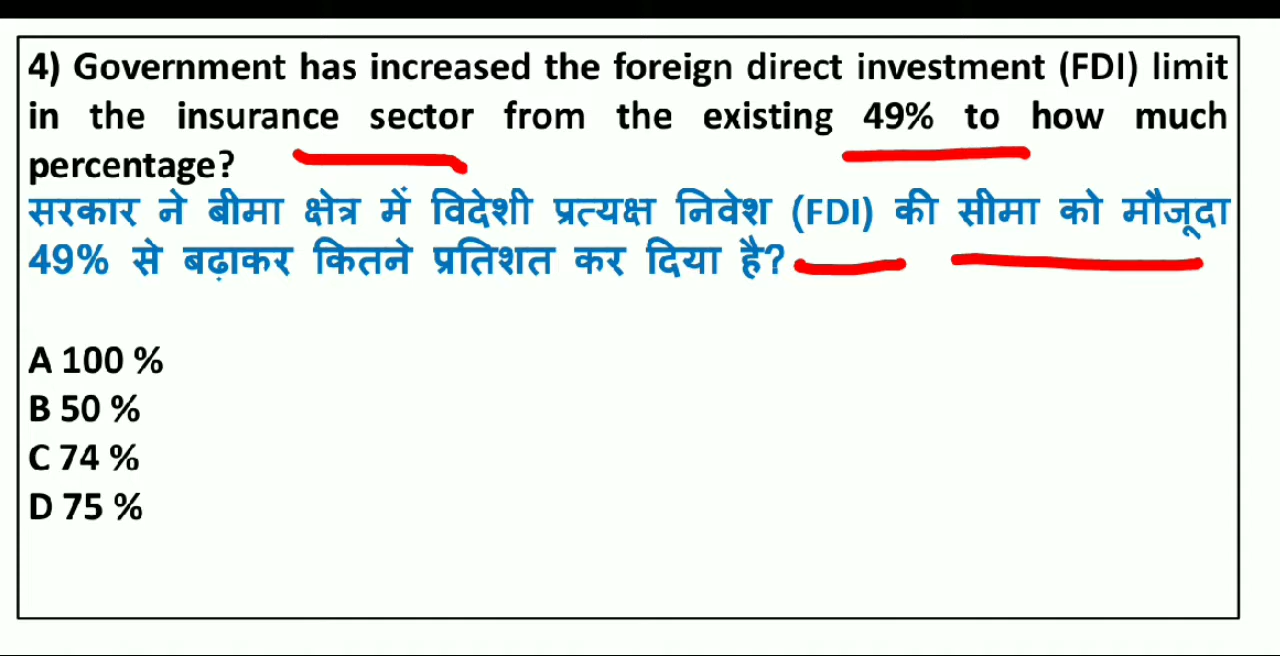 4) Government has increased the foreign direct investment (FDI) limit
in the insurance sector from the existing 49% to how much
percentage?
सरकार ने बीमा क्षेत्र में विदेशी प्रत्यक्ष निवेश (FDI) की सीमा को मौजूदा
49% से बढ़ाकर कितने प्रतिशत कर दिया है?
A 100 %
B 50 %
C 74 %
D 75 %